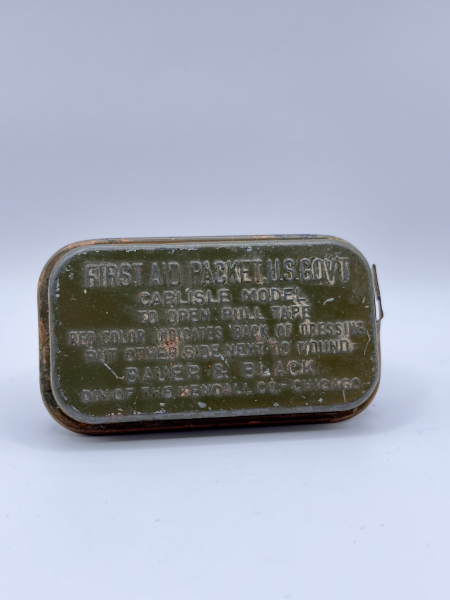 FIRST AID PACKET U.S. GOV'T
CARLISLE MODEL
TO OPEN PULL TAPE
RED COLOR INDICATES BACK OF DRESSING
PUT OTHER SIDE NEXT TO WOUND
BAUER & BLACK
DIV. OF THE KENDALL CO. - CHICAGO